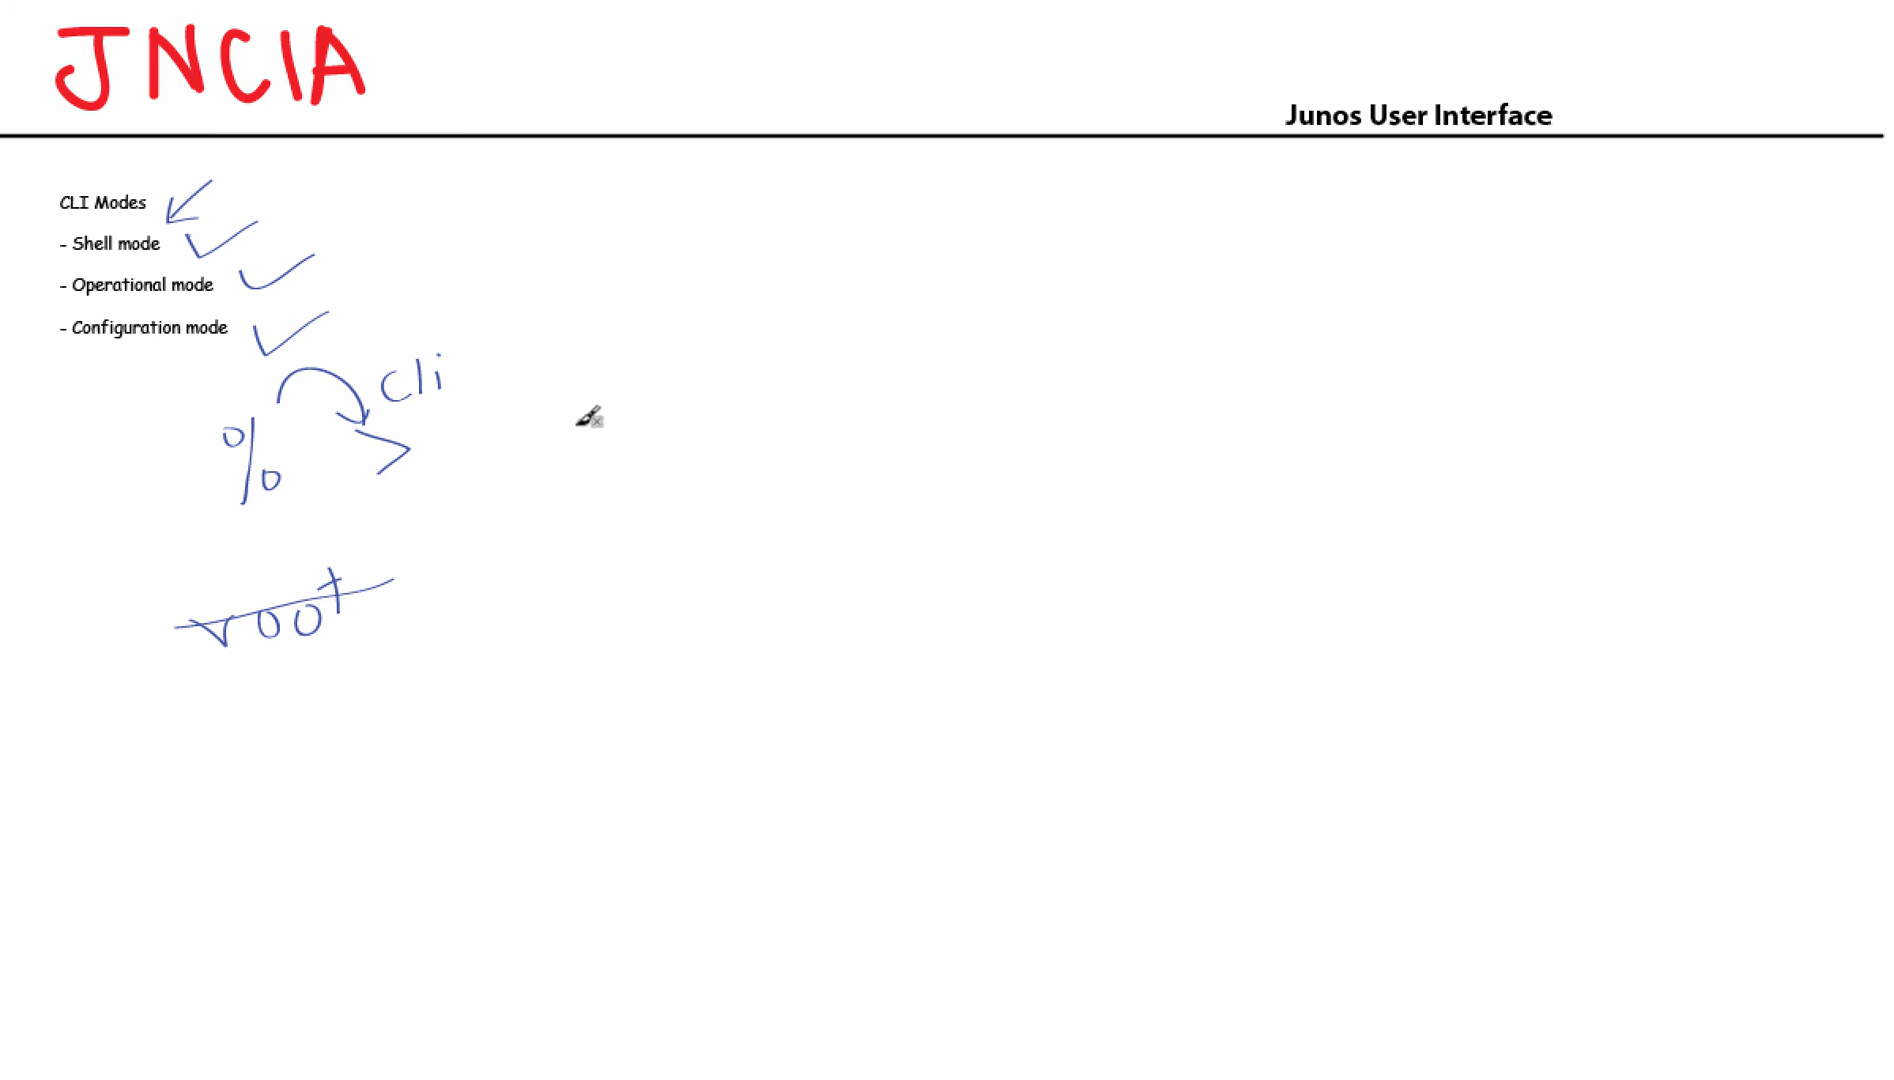 JNCIA
Junos User Interface
CLI Modes
- Shell mode
- Operational mode
- Configuration mode
cli
% >
root